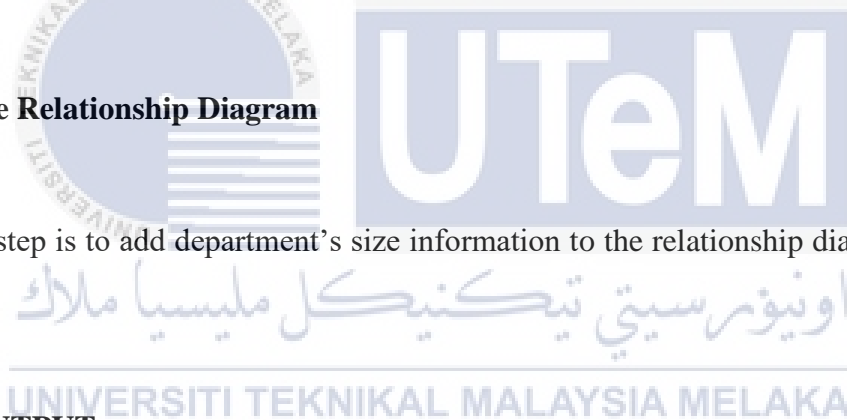 UTeM
e Relationship Diagram
step is to add department's size information to the relationship dia
اونيۏرسيتي تيكنيكل مليسيا ملاك
UNIVERSITI TEKNIKAL MALAYSIA MELAKA